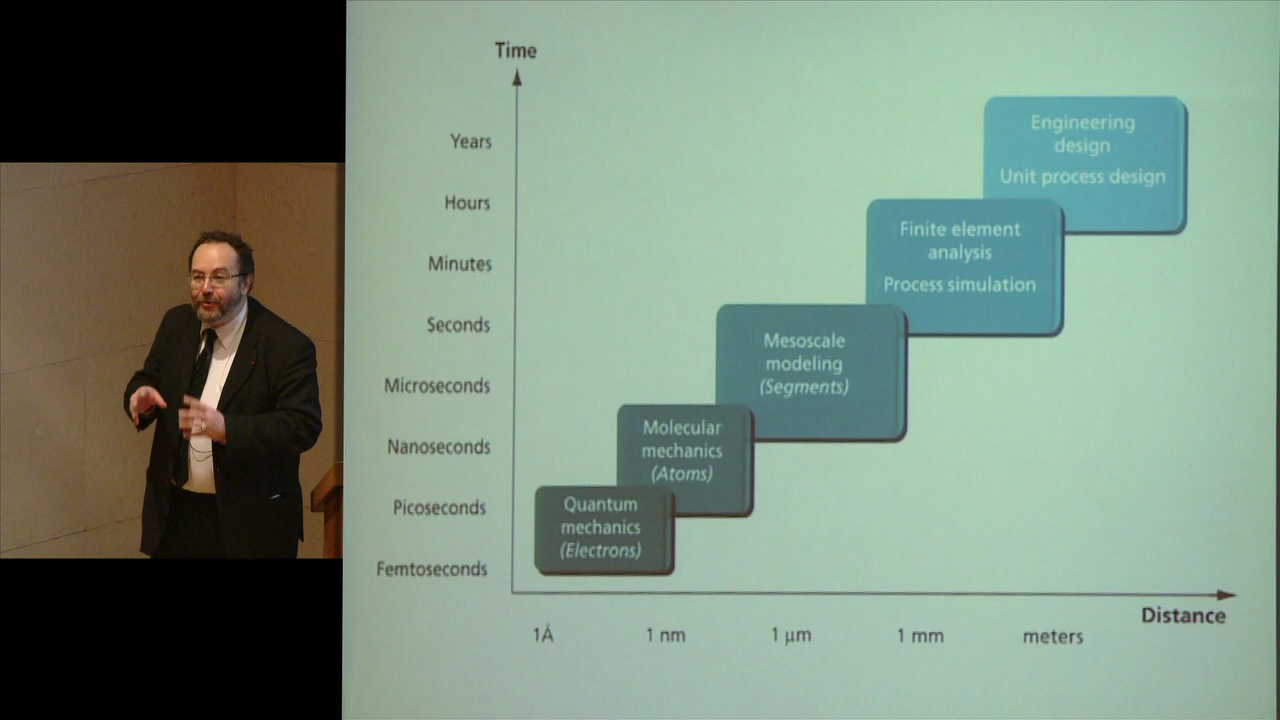 Time
Years
Hours
Minutes
Seconds
Microseconds
Nanoseconds
Picoseconds
Femtoseconds
Engineering
design
Unit process design
Finite element
analysis
Process simulation
Mesoscale
modeling
(Segments)
Molecular
mechanics
(Atoms)
Quantum
mechanics
(Electrons)
1Å
1 nm
1 μm
1 mm
meters
Distance